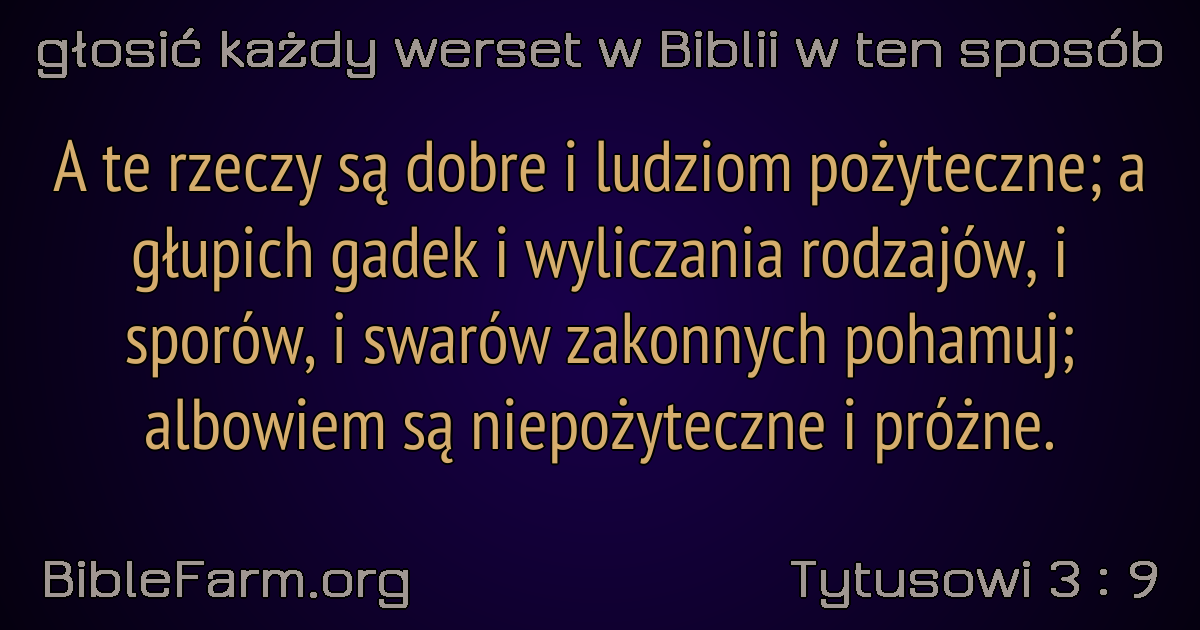 głosić każdy werset w Biblii w ten sposób
A te rzeczy są dobre i ludziom pożyteczne; a
głupich gadek i wyliczania rodzajów, i
sporów, i swarów zakonnych pohamuj;
albowiem są niepożyteczne i próżne.
BibleFarm.org
Tytusowi 3 : 9